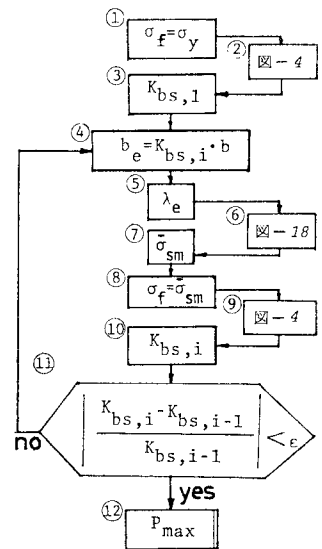 ① σf=σy
② 図-4
③ Kbs,1
④ be=Kbs,i·b
⑤ λe
⑥ 図-18
⑦ σ̄sm
⑧ σf=σ̄sm
⑨ 図-4
⑩ Kbs,i
⑪
| (Kbs,i-Kbs,i-1) / Kbs,i-1 | < ε
no
yes
⑫ Pmax